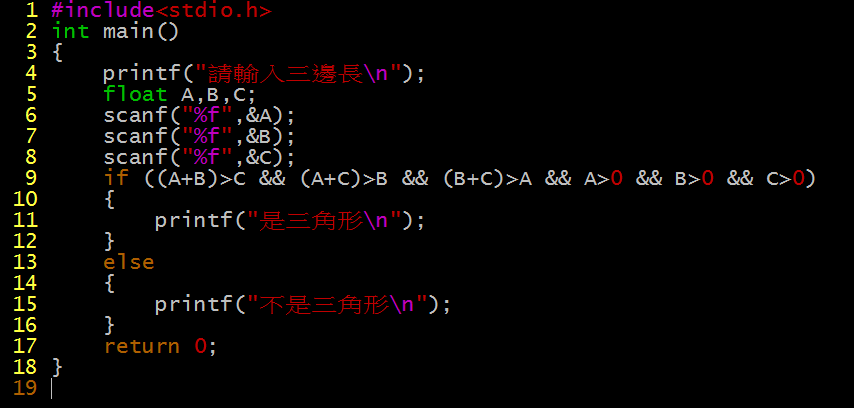 1 #include<stdio.h>
2 int main()
3 {
4     printf("請輸入三邊長\n");
5     float A,B,C;
6     scanf("%f",&A);
7     scanf("%f",&B);
8     scanf("%f",&C);
9     if ((A+B)>C && (A+C)>B && (B+C)>A && A>0 && B>0 && C>0)
10     {
11         printf("是三角形\n");
12     }
13     else
14     {
15         printf("不是三角形\n");
16     }
17     return 0;
18 }
19